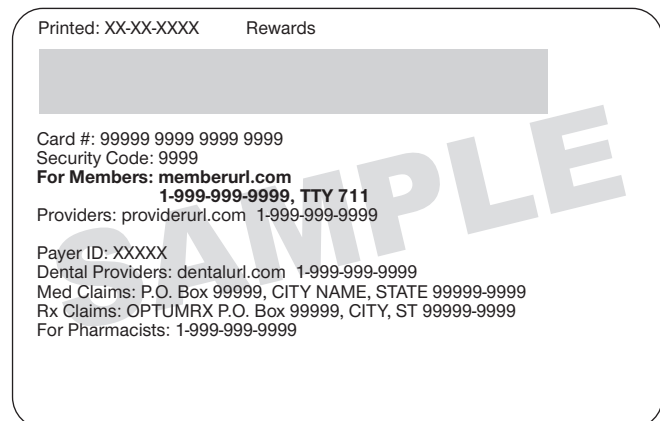 Printed: XX-XX-XXXX Rewards
Card #: 99999 9999 9999 9999
Security Code: 9999
For Members: memberurl.com
1-999-999-9999, TTY 711
Providers: providerurl.com 1-999-999-9999
Payer ID: XXXXX
Dental Providers: dentalurl.com 1-999-999-9999
Med Claims: P.O. Box 99999, CITY NAME, STATE 99999-9999
Rx Claims: OPTUMRX P.O. Box 99999, CITY, ST 99999-9999
For Pharmacists: 1-999-999-9999
SAMPLE